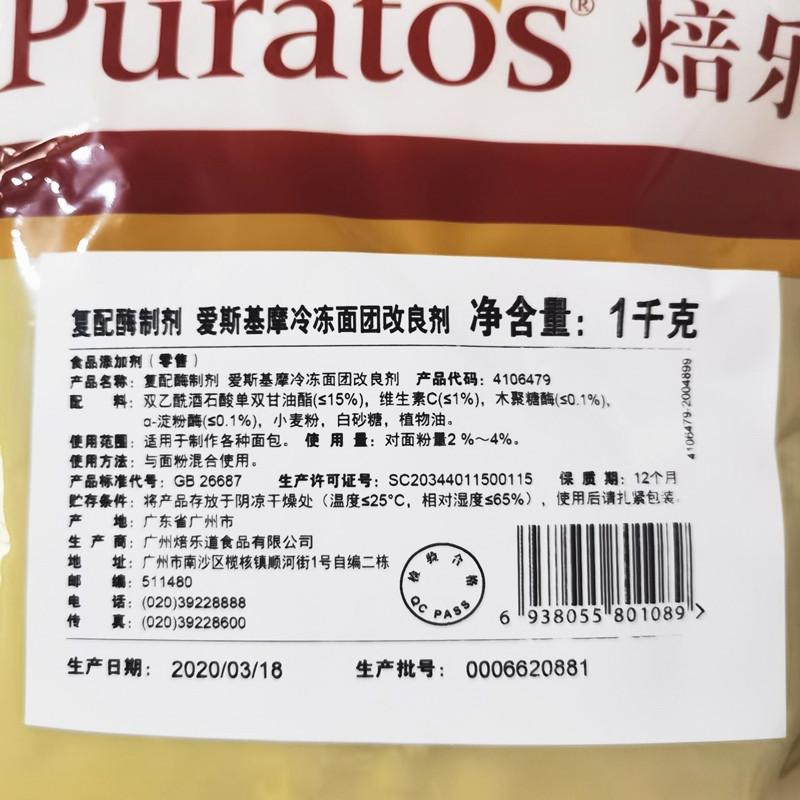 Puratos® 焙乐
复配酶制剂 爱斯基摩冷冻面团改良剂 净含量：1千克
食品添加剂（零售）
产品名称：复配酶制剂 爱斯基摩冷冻面团改良剂 产品代码：4106479
配 料：双乙酰酒石酸单双甘油酯(≤15%)，维生素C(≤1%)，木聚糖酶(≤0.1%)，
α-淀粉酶(≤0.1%)，小麦粉，白砂糖，植物油。
使用范围：适用于制作各种面包。 使 用 量：对面粉量2 %～4%。
使用方法：与面粉混合使用。
产品标准代号：GB 26687 生产许可证号：SC20344011500115 保 质 期：12个月
贮存条件：将产品存放于阴凉干燥处（温度≤25°C，相对湿度≤65%），使用后请扎紧包装。
产 地：广东省广州市
生 产 商：广州焙乐道食品有限公司
地 址：广州市南沙区榄核镇顺河街1号自编二栋
邮 编：511480
电 话：(020)39228888
传 真：(020)39228600
检验合格
QC PASS
6 938055 801089 >
4106479-2004899
生产日期： 2020/03/18 生产批号： 0006620881